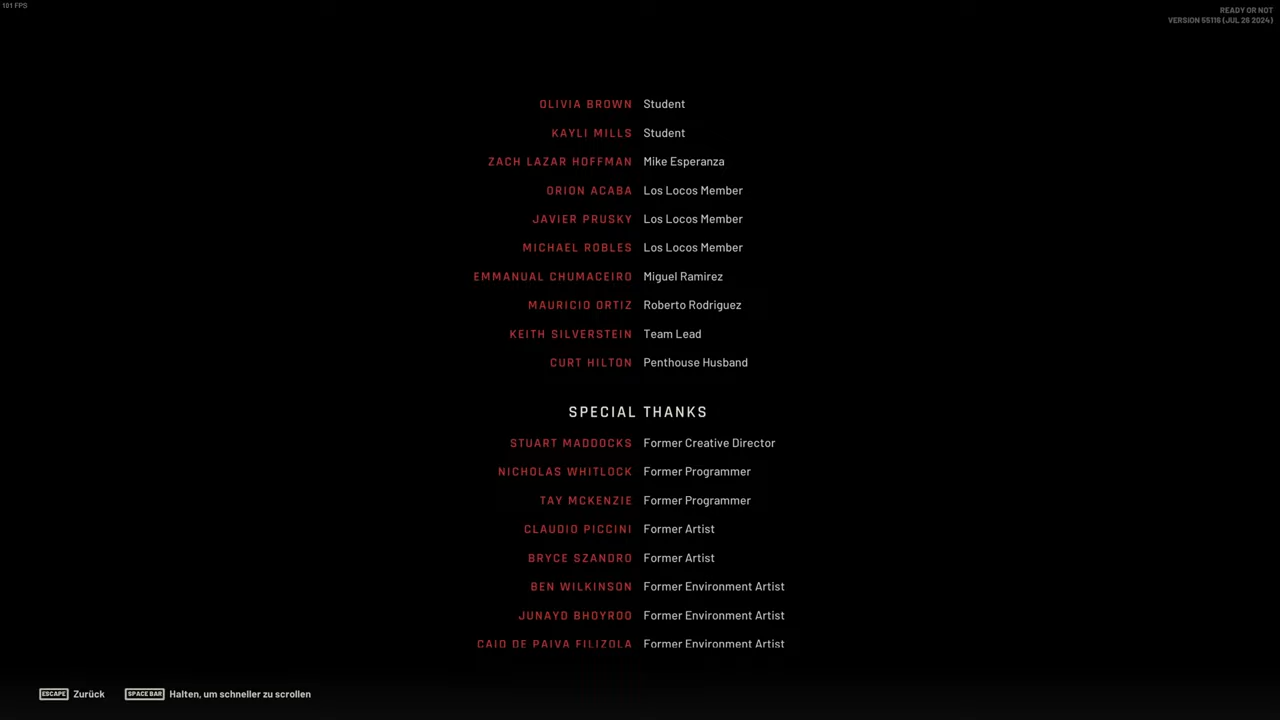 101 FPS
READY OR NOT
VERSION 55116 (JUL 26 2024)
OLIVIA BROWN Student
KAYLI MILLS Student
ZACH LAZAR HOFFMAN Mike Esperanza
ORION ACABA Los Locos Member
JAVIER PRUSKY Los Locos Member
MICHAEL ROBLES Los Locos Member
EMMANUAL CHUMACEIRO Miguel Ramirez
MAURICIO ORTIZ Roberto Rodriguez
KEITH SILVERSTEIN Team Lead
CURT HILTON Penthouse Husband
SPECIAL THANKS
STUART MADDOCKS Former Creative Director
NICHOLAS WHITLOCK Former Programmer
TAY MCKENZIE Former Programmer
CLAUDIO PICCINI Former Artist
BRYCE SZANDRO Former Artist
BEN WILKINSON Former Environment Artist
JUNAYD BHOYROO Former Environment Artist
CAIO DE PAIVA FILIZOLA Former Environment Artist
ESCAPE Zurück SPACE BAR Halten, um schneller zu scrollen